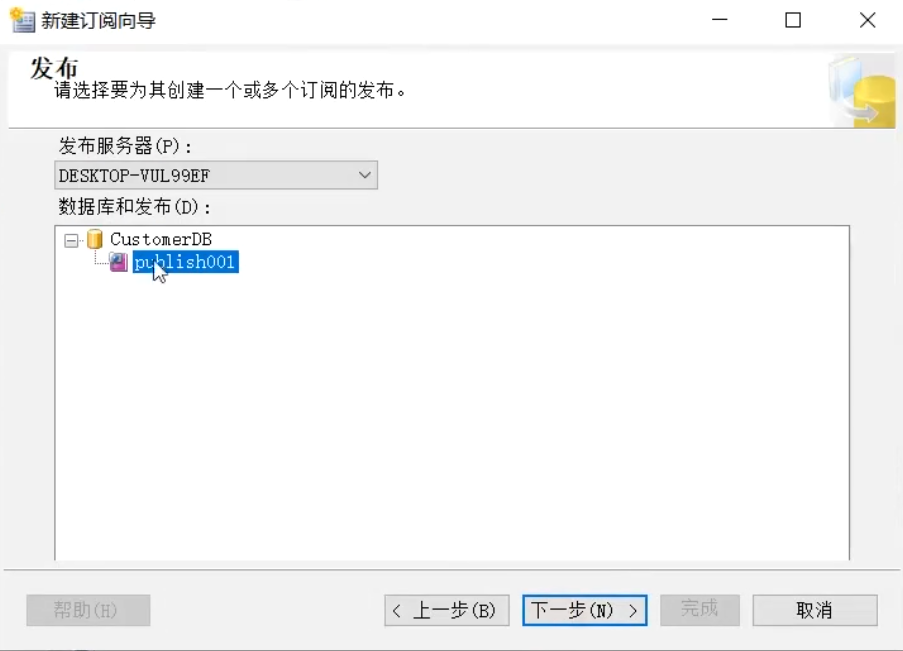 新建订阅向导
发布
请选择要为其创建一个或多个订阅的发布。
发布服务器(P):
DESKTOP-VUL99EF
数据库和发布(D):
CustomerDB
publish001
帮助(H)
< 上一步(B)
下一步(N) >
完成
取消